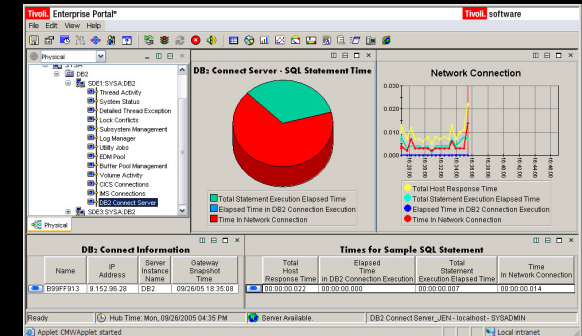 Tivoli. Enterprise Portal*
Tivoli. software
File Edit View Help
Physical
DB2
SDE1:SYSA:DB2
Thread Activity
System Status
Detailed Thread Exception
Lock Conflicts
Subsystem Management
Log Manager
Utility Jobs
EDM Pool
Buffer Pool Management
Volume Activity
CICS Connections
IMS Connections
DB2 Connect Server
SDE3:SYSA:DB2
Physical
DB2 Connect Server - SQL Statement Time
Total Statement Execution Elapsed Time
Elapsed Time in DB2 Connection Execution
Time In Network Connection
Network Connection
0.030
0.020
0.010
0.000
Total Host Response Time
Total Statement Execution Elapsed Time
Elapsed Time in DB2 Connection Execution
Time in Network Connection
DB2 Connect Information
Name
IP Address
Server Instance Name
Gateway Snapshot Time
B99FF913 9.152.96.28 DB2 09/26/05 18:35:08
Times for Sample SQL Statement
Total Host Response Time
Elapsed Time in DB2 Connection Execution
Total Statement Execution Elapsed Time
Time In Network Connection
00:00:00.022 00:00:00.000 00:00:00.007 00:00:00.014
Ready
Hub Time: Mon, 09/26/2005 04:35 PM
Server Available.
DB2 Connect Server_JEN - localhost - SYSADMIN
Applet CMWApplet started
Local intranet